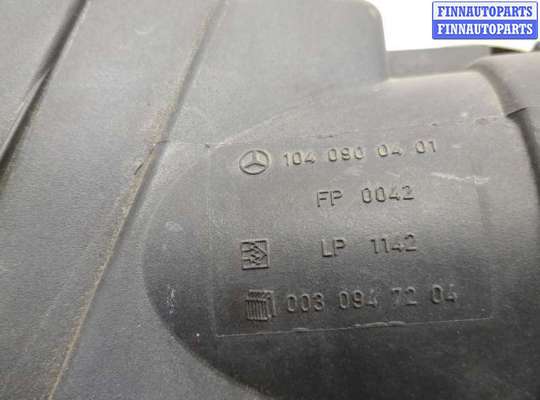 FINNAUTOPARTS
FINNAUTOPARTS
104 090 04 01
FP 0042
LP 1142
003 094 72 04